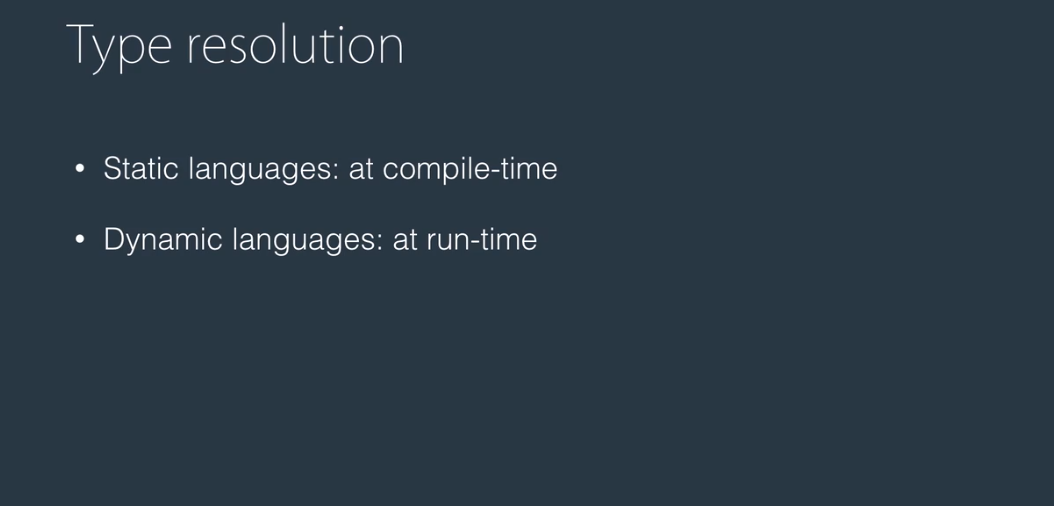 Type resolution
• Static languages: at compile-time
• Dynamic languages: at run-time